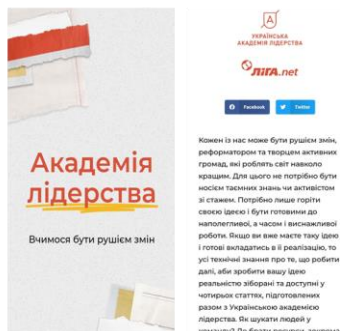 Академія
лідерства
Вчимося бути рушієм змін
УКРАЇНСЬКА
АКАДЕМІЯ ЛІДЕРСТВА
ЛІГА.net
Facebook
Twitter
Кожен із нас може бути рушієм змін,
реформатором та творцем активних
громад, які роблять світ навколо
кращим. Для цього не потрібно бути
носієм таємних знань чи активістом
зі стажем. Потрібно лише горіти
своєю ідеєю і бути готовими до
наполегливої, а часом і виснажливої
роботи. Якщо ви вже маєте таку ідею
і готові вкладатись в її реалізацію, то
усі технічні знання про те, що робити
далі, аби зробити вашу ідею
реальністю зібрані та доступні у
чотирьох статтях, підготовлених
разом з Українською академією
лідерства. Як шукати людей у